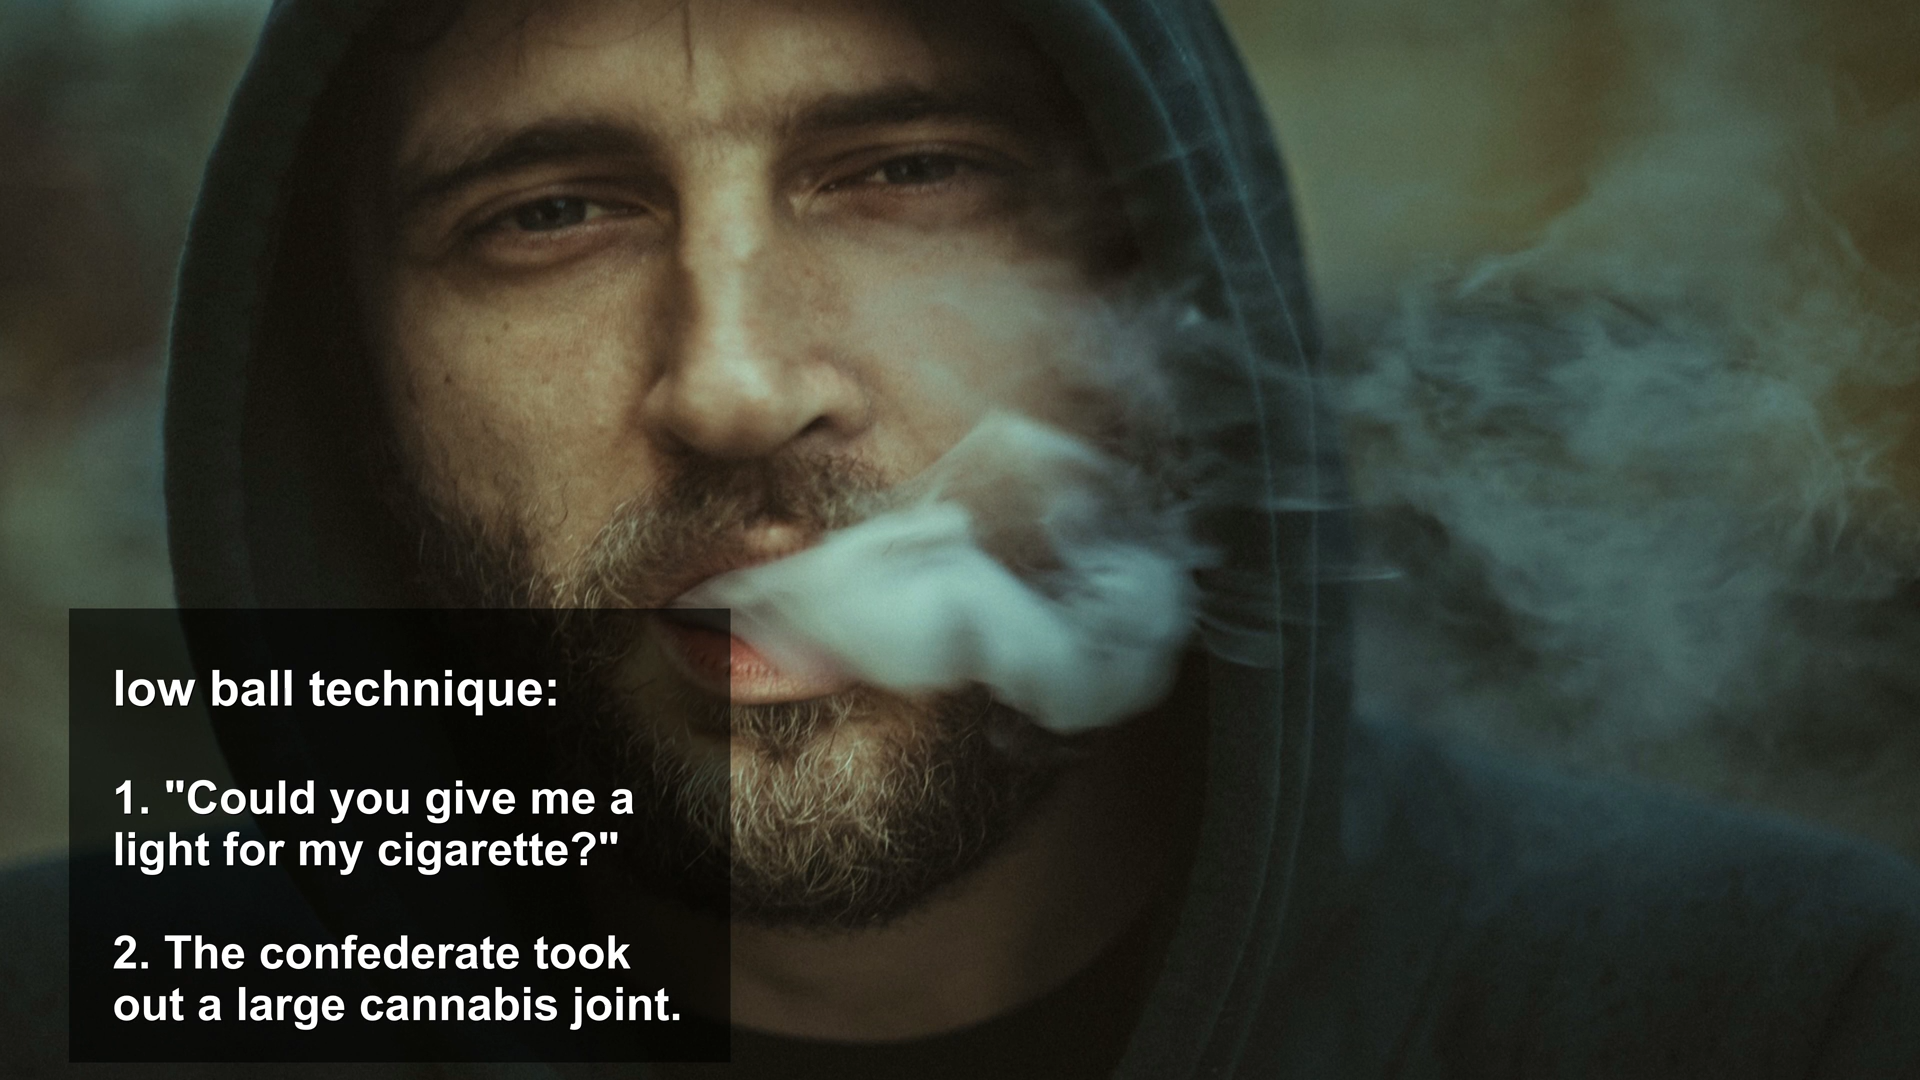 low ball technique:
1. "Could you give me a
light for my cigarette?"
2. The confederate took
out a large cannabis joint.